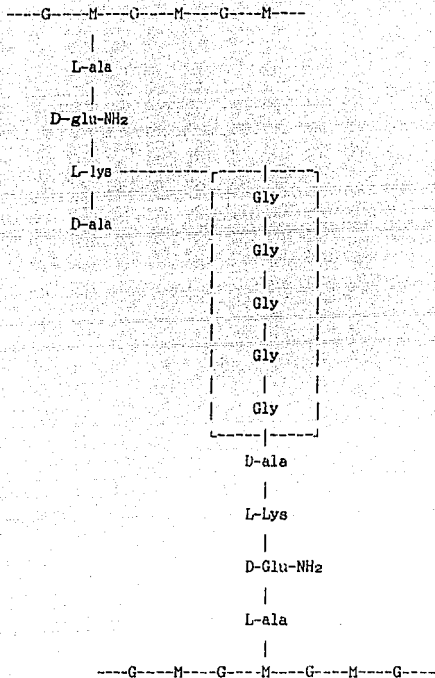 ----G----M----G----M----G----M----
L-ala
D-glu-NH₂
L-lys
Gly
D-ala
Gly
Gly
Gly
Gly
D-ala
L-Lys
D-Glu-NH₂
L-ala
----G----M----G----M----G----M----G----